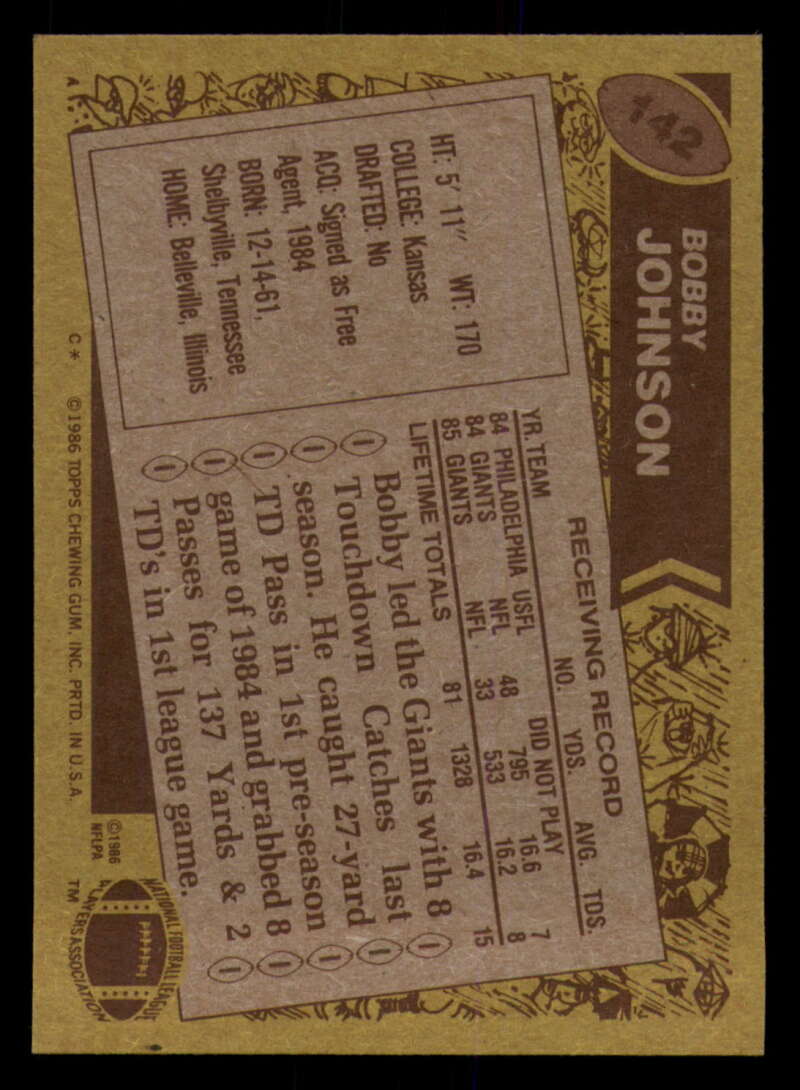 142
BOBBY
JOHNSON
HT: 5' 11" WT: 170
COLLEGE: Kansas
DRAFTED: No
ACQ: Signed as Free
Agent, 1984
BORN: 12-14-61,
Shelbyville, Tennessee
HOME: Belleville, Illinois
RECEIVING RECORD
YR. TEAM NO. YDS. AVG. TDS.
84 PHILADELPHIA USFL DID NOT PLAY
84 GIANTS NFL 48 795 16.6 7
85 GIANTS NFL 33 533 16.2 8
LIFETIME TOTALS 81 1328 16.4 15
Bobby led the Giants with 8
Touchdown Catches last
season. He caught 27-yard
TD Pass in 1st pre-season
game of 1984 and grabbed 8
Passes for 137 Yards & 2
TD's in 1st league game.
A
C* ©1986 TOPPS CHEWING GUM, INC. PRTD. IN U.S.A.
©1986
NFLPA
TM
NATIONAL FOOTBALL LEAGUE
PLAYERS ASSOCIATION